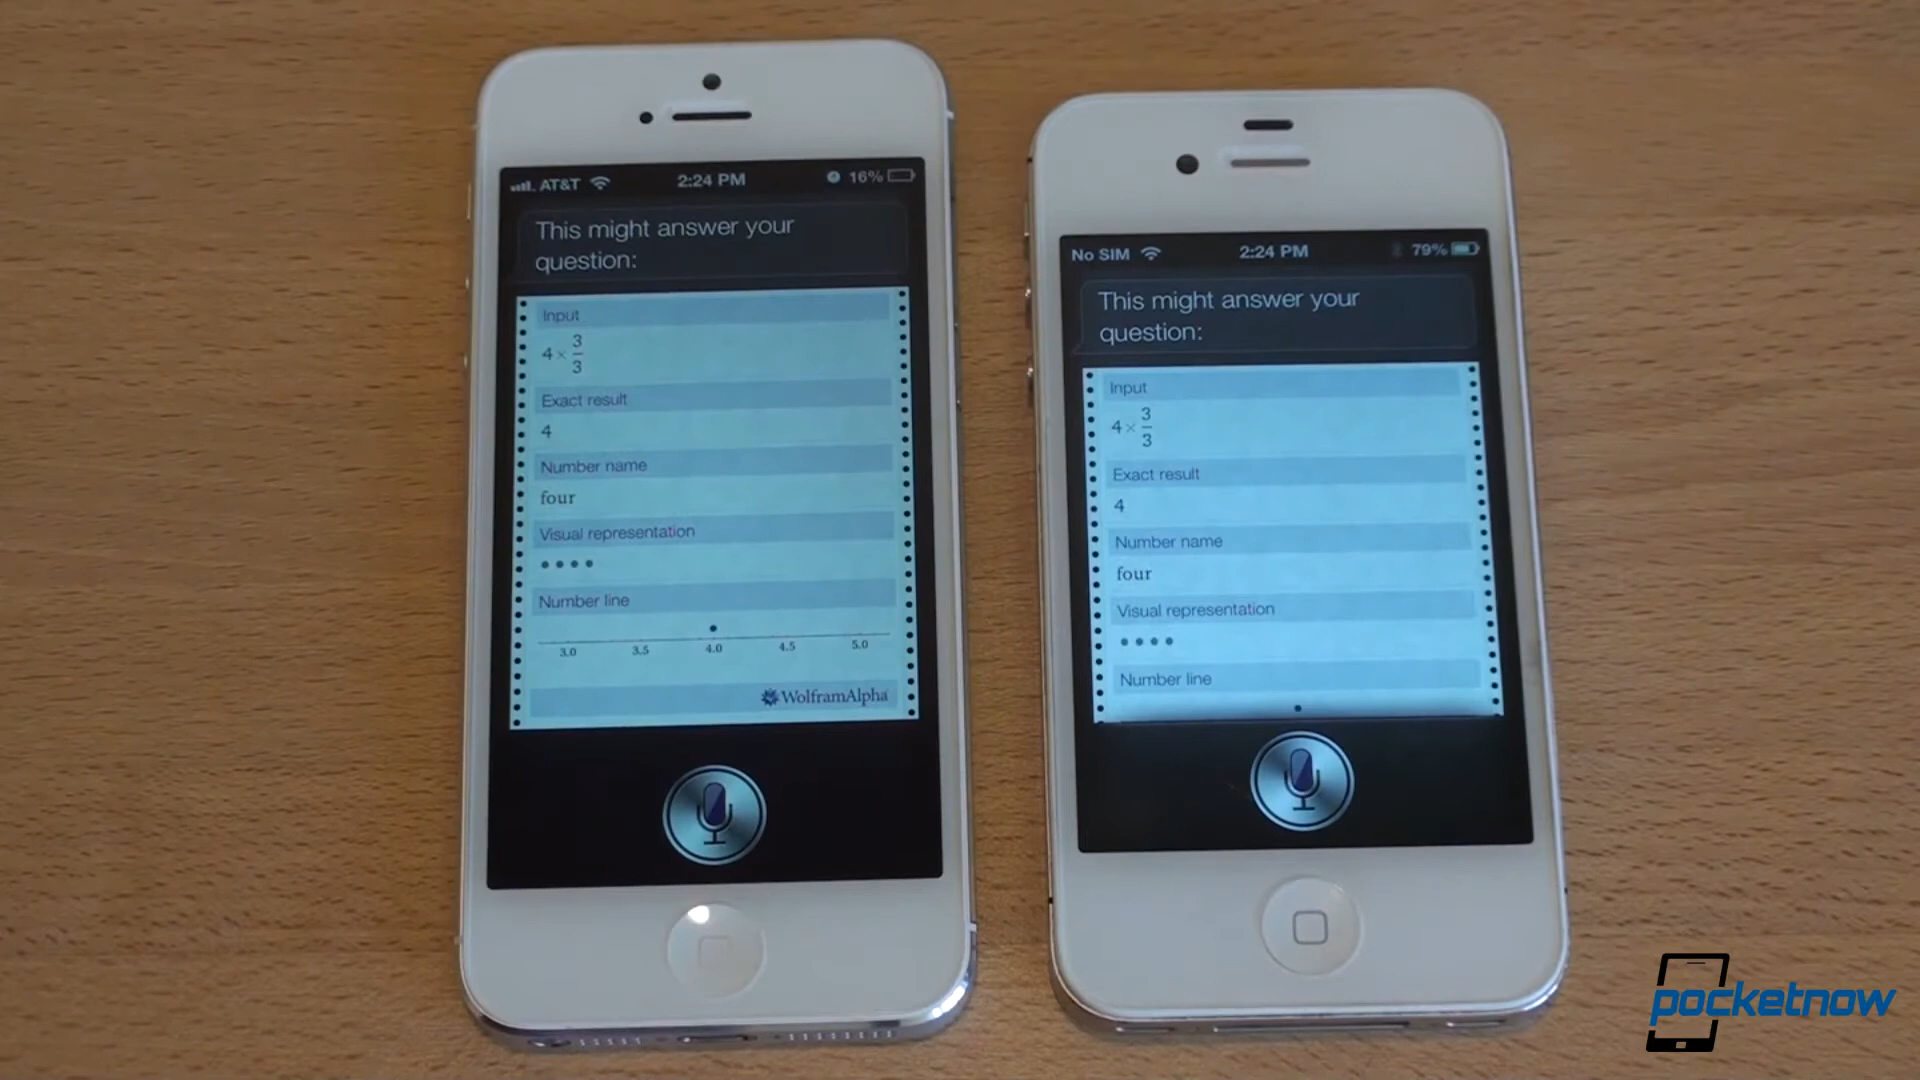 AT&T 2:24 PM 16%
This might answer your
question:
Input
4 × 3/3
Exact result
4
Number name
four
Visual representation
Number line
3.0 3.5 4.0 4.5 5.0
WolframAlpha
No SIM 2:24 PM 79%
This might answer your
question:
Input
4 × 3/3
Exact result
4
Number name
four
Visual representation
Number line
pocketnow